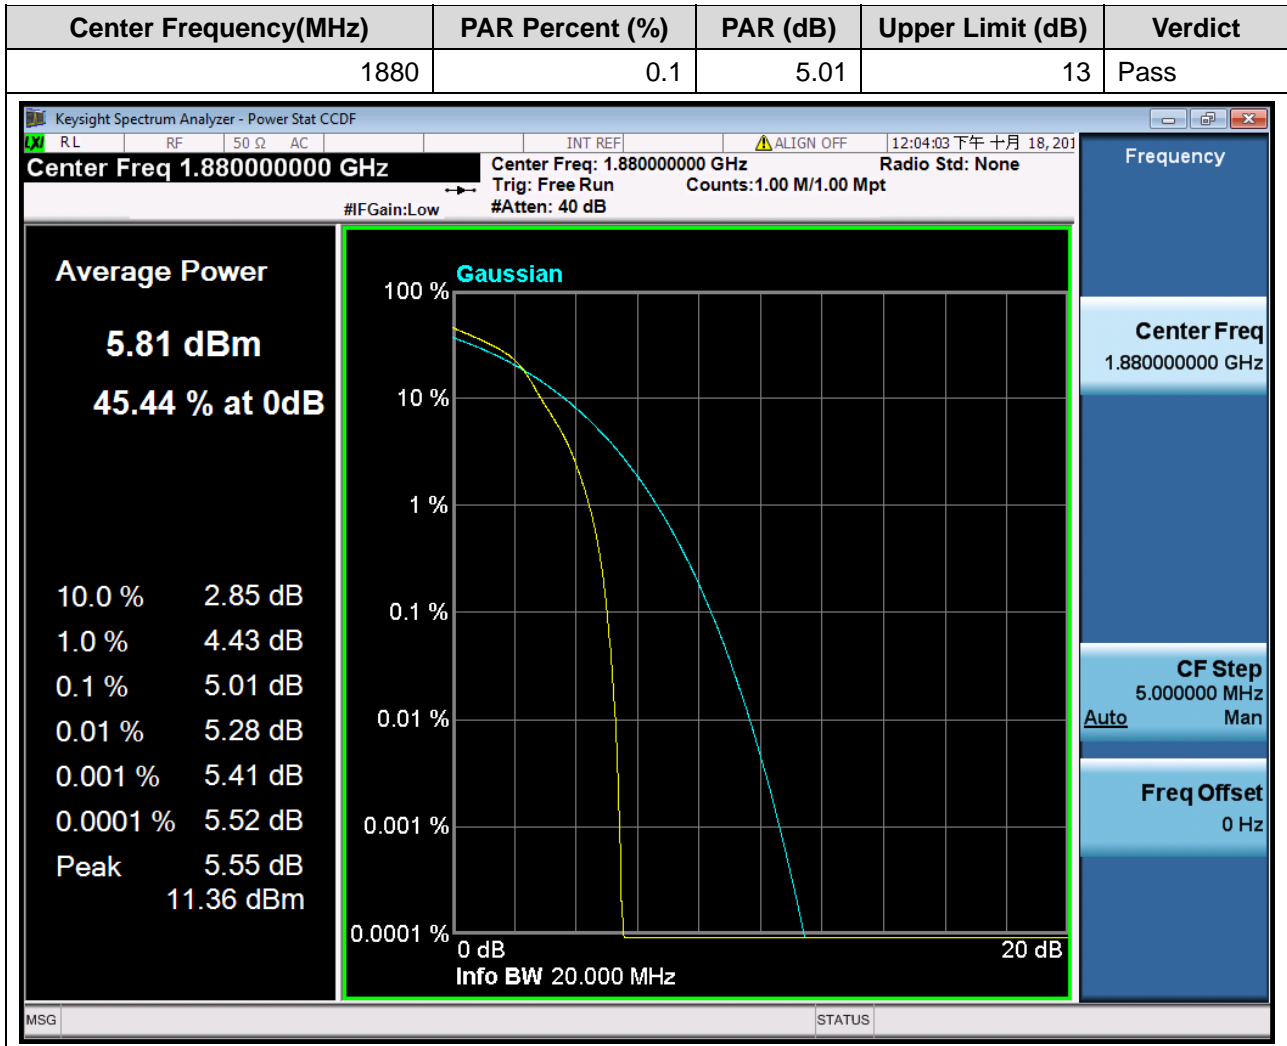 Center Frequency(MHz) PAR Percent (%) PAR (dB) Upper Limit (dB) Verdict
1880 0.1 5.01 13 Pass
Keysight Spectrum Analyzer - Power Stat CCDF
LXI RL RF 50 Ω AC INT REF ALIGN OFF 12:04:03 下午 十月 18, 201
Center Freq 1.880000000 GHz
#IFGain:Low
Center Freq: 1.880000000 GHz Radio Std: None
Trig: Free Run Counts:1.00 M/1.00 Mpt
#Atten: 40 dB
Average Power
5.81 dBm
45.44 % at 0dB
10.0 % 2.85 dB
1.0 % 4.43 dB
0.1 % 5.01 dB
0.01 % 5.28 dB
0.001 % 5.41 dB
0.0001 % 5.52 dB
Peak 5.55 dB
11.36 dBm
Gaussian
100 %
10 %
1 %
0.1 %
0.01 %
0.001 %
0.0001 %
0 dB 20 dB
Info BW 20.000 MHz
Frequency
Center Freq
1.880000000 GHz
CF Step
5.000000 MHz
Auto Man
Freq Offset
0 Hz
MSG STATUS